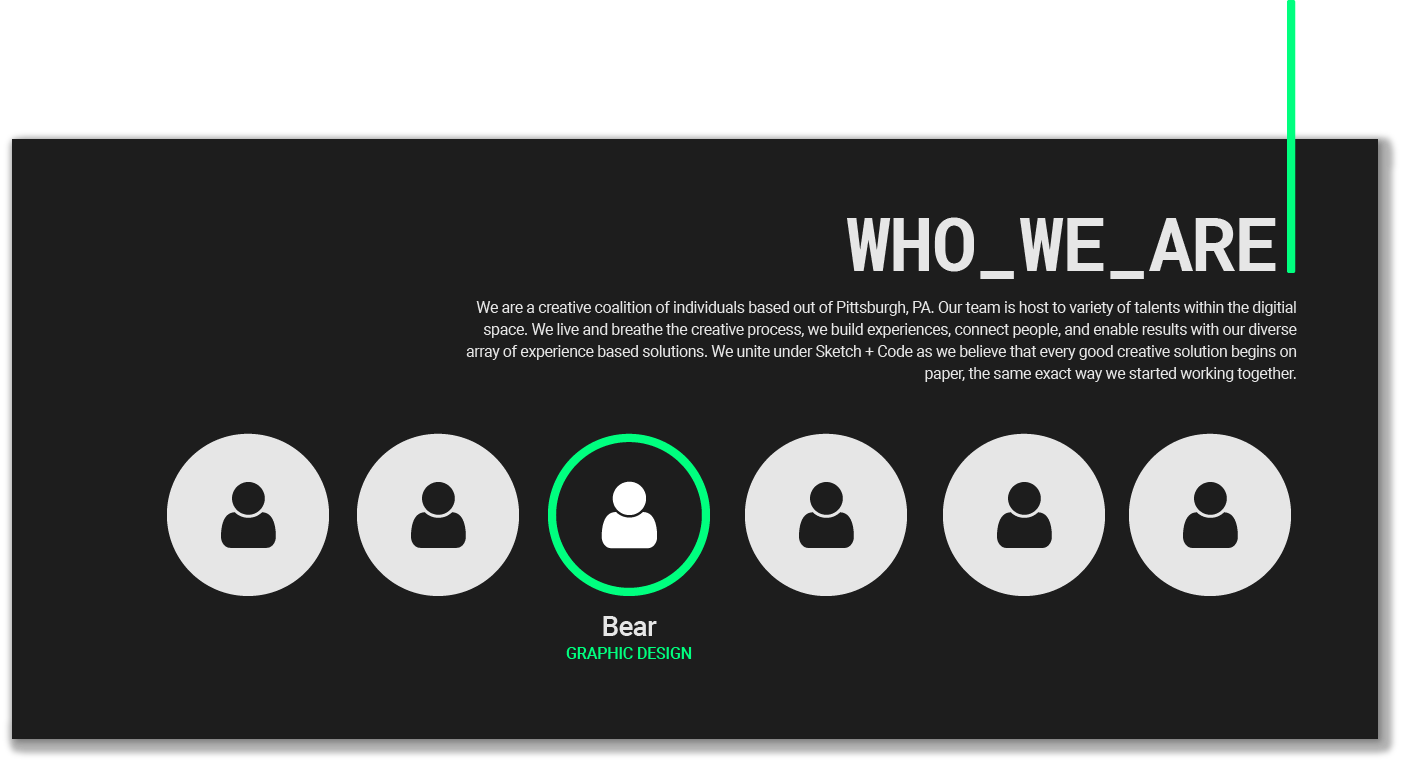 WHO_WE_ARE
We are a creative coalition of individuals based out of Pittsburgh, PA. Our team is host to variety of talents within the digitial
space. We live and breathe the creative process, we build experiences, connect people, and enable results with our diverse
array of experience based solutions. We unite under Sketch + Code as we believe that every good creative solution begins on
paper, the same exact way we started working together.
Bear
GRAPHIC DESIGN